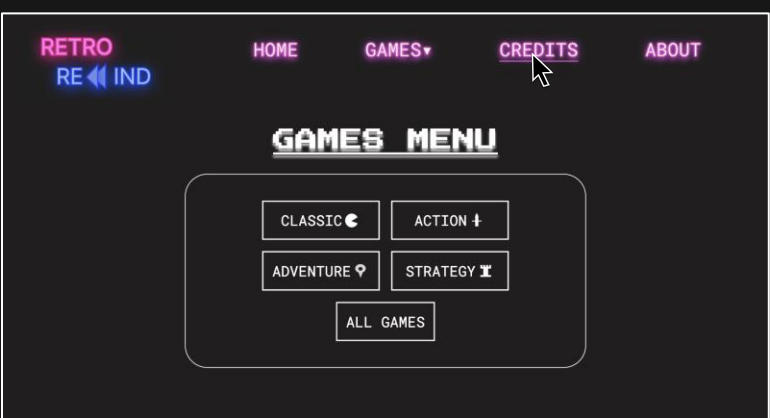 RETRO
RE IND
HOME GAMES▾ CREDITS ABOUT
GAMES MENU
CLASSIC ACTION
ADVENTURE STRATEGY
ALL GAMES